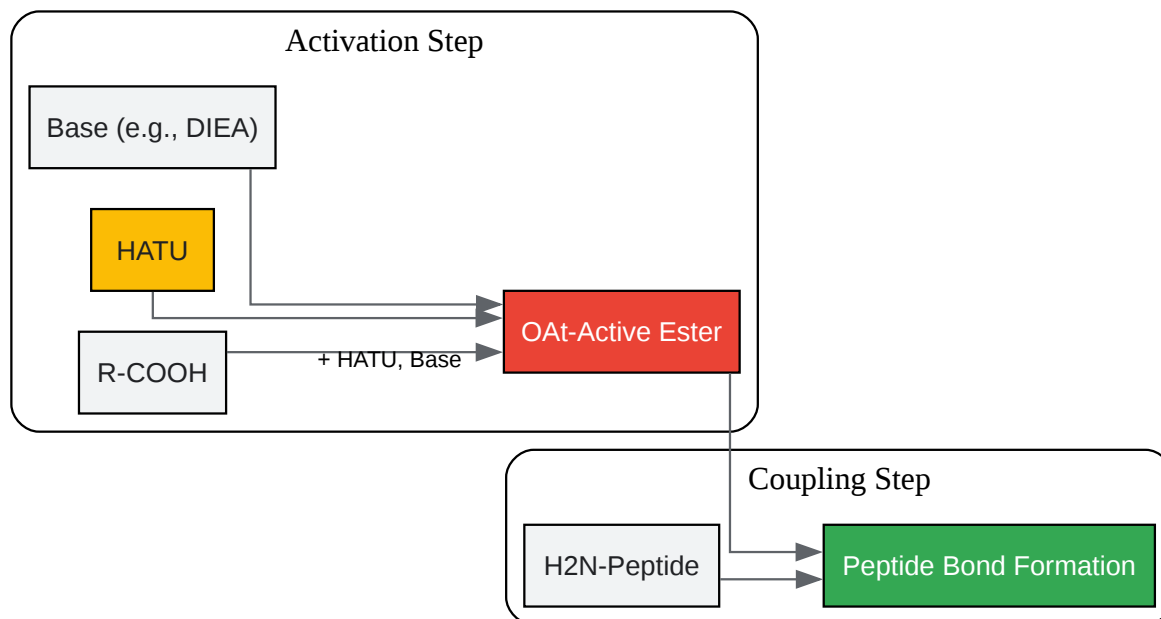 Activation Step
Base (e.g., DIEA)
HATU
OAt-Active Ester
R-COOH
+ HATU, Base
Coupling Step
H2N-Peptide
Peptide Bond Formation